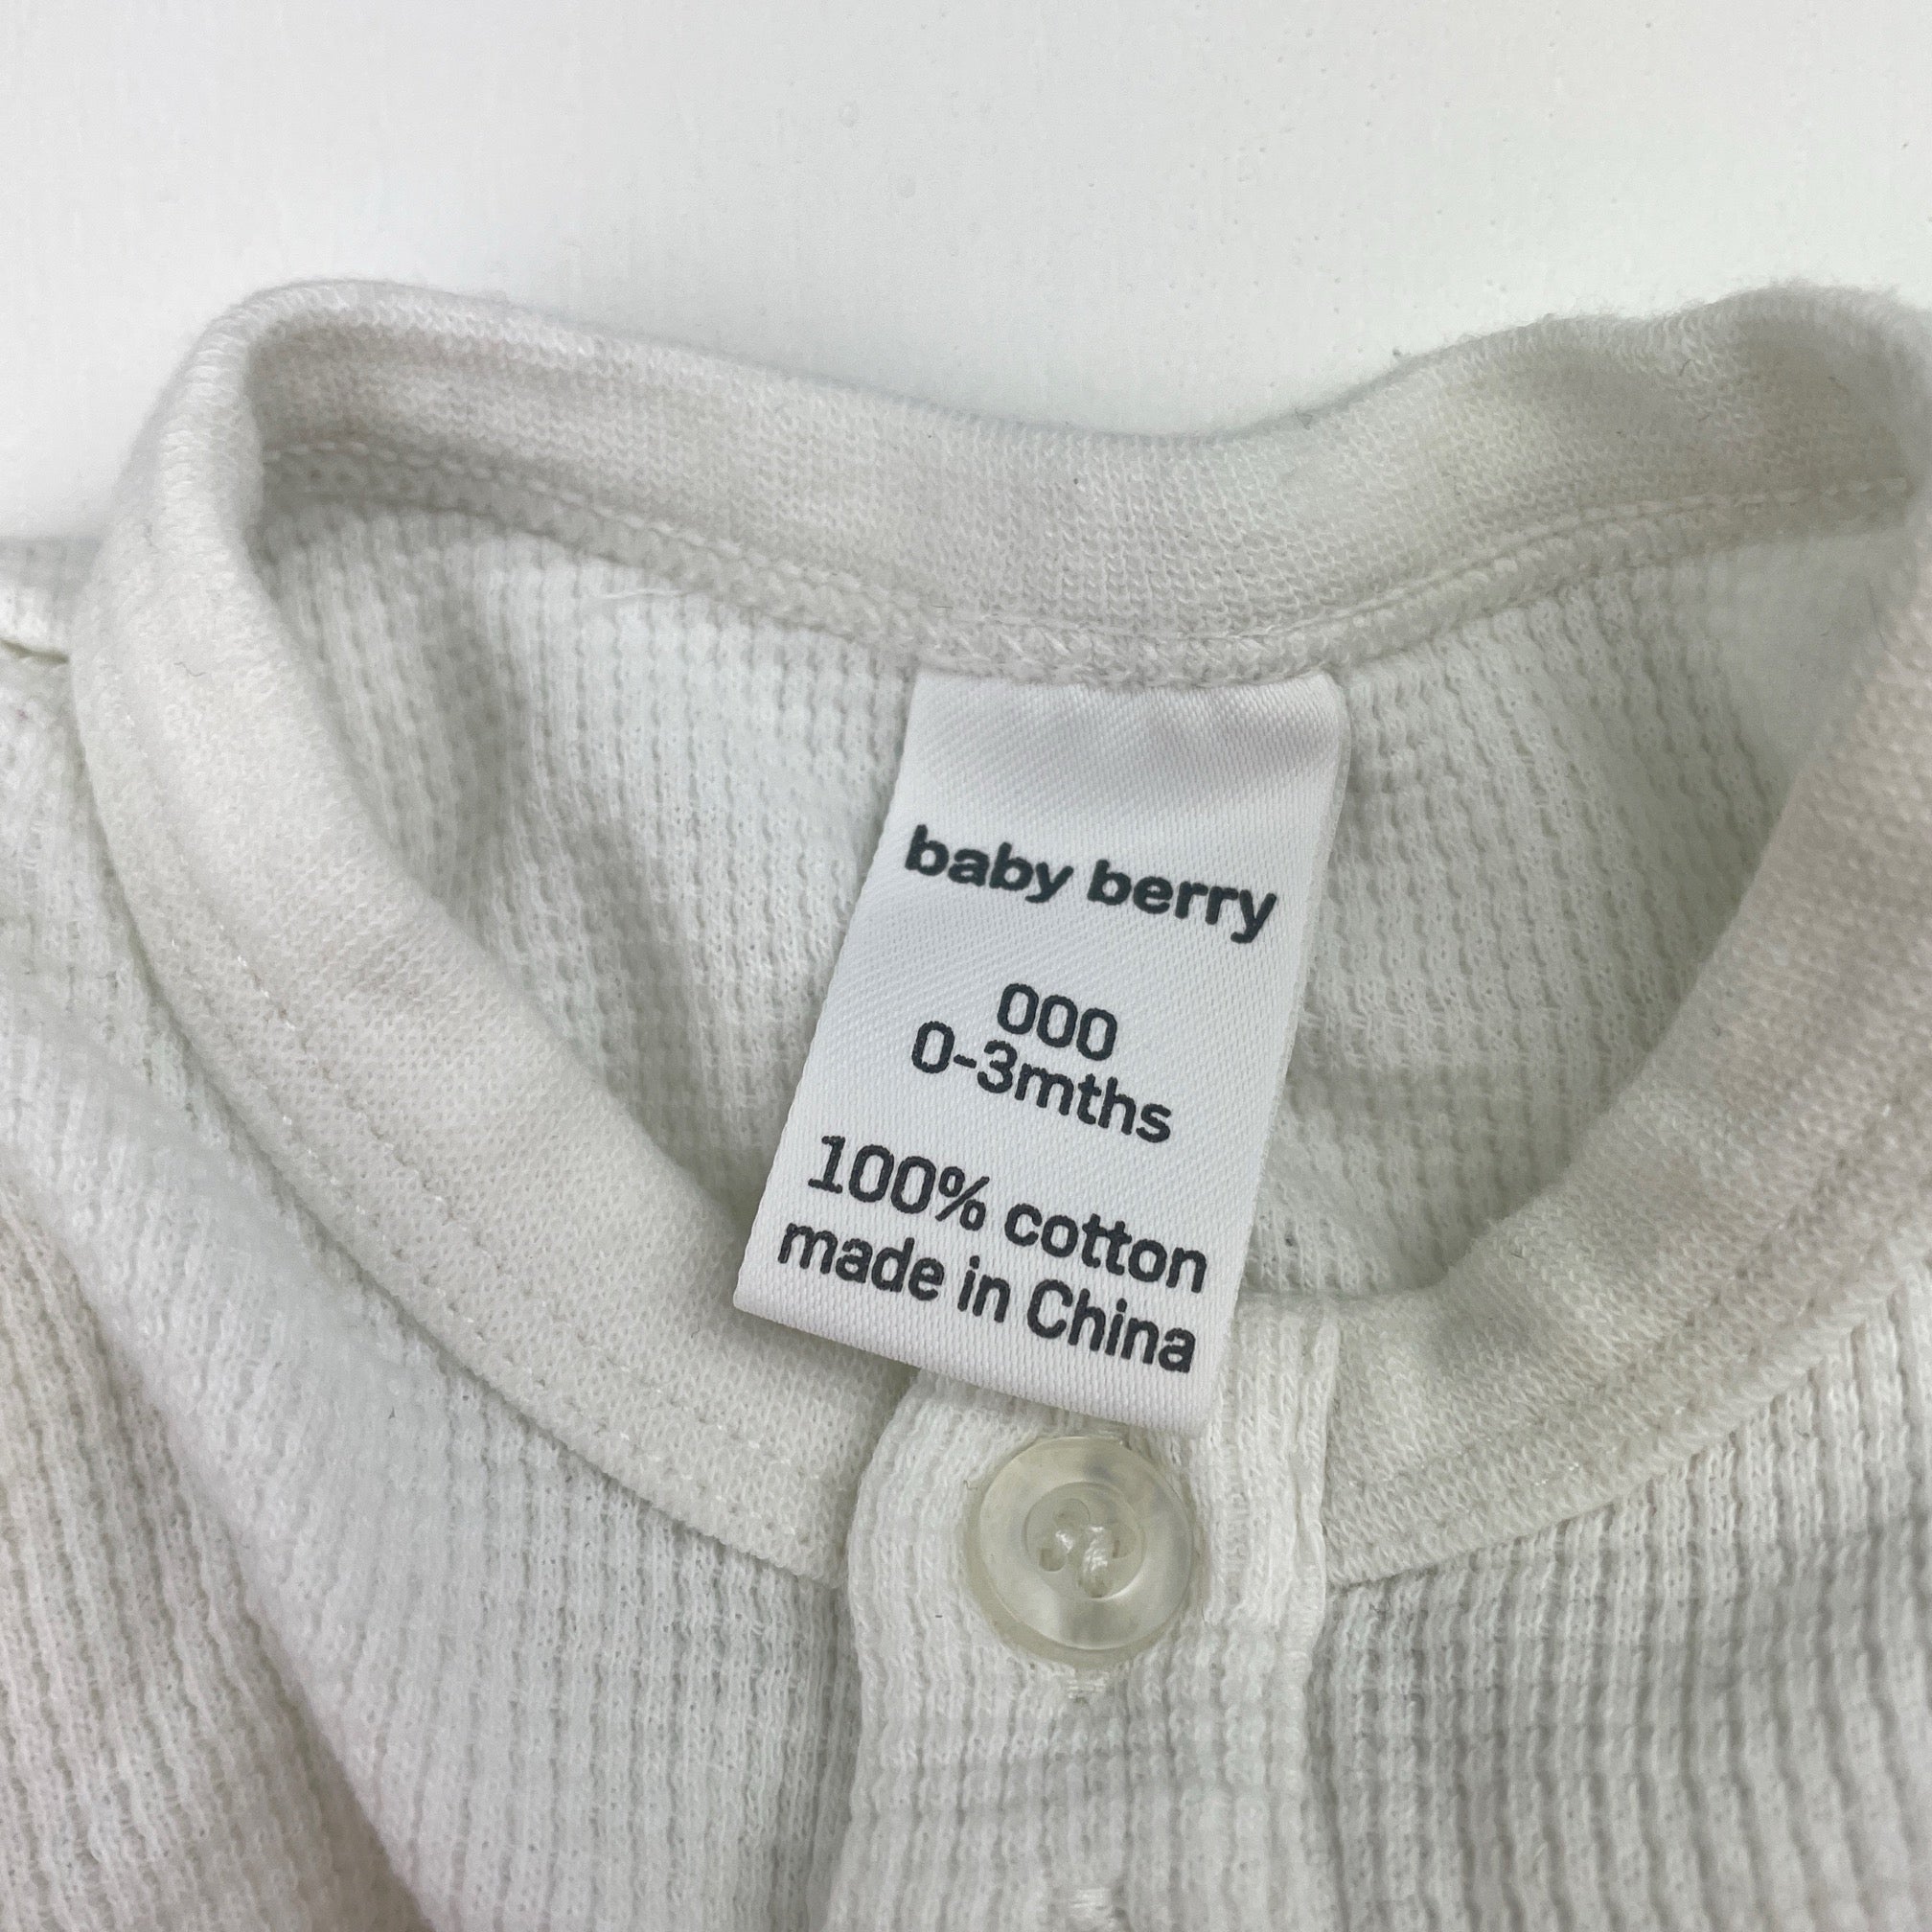 baby berry
000
0-3mths
100% cotton
made in China